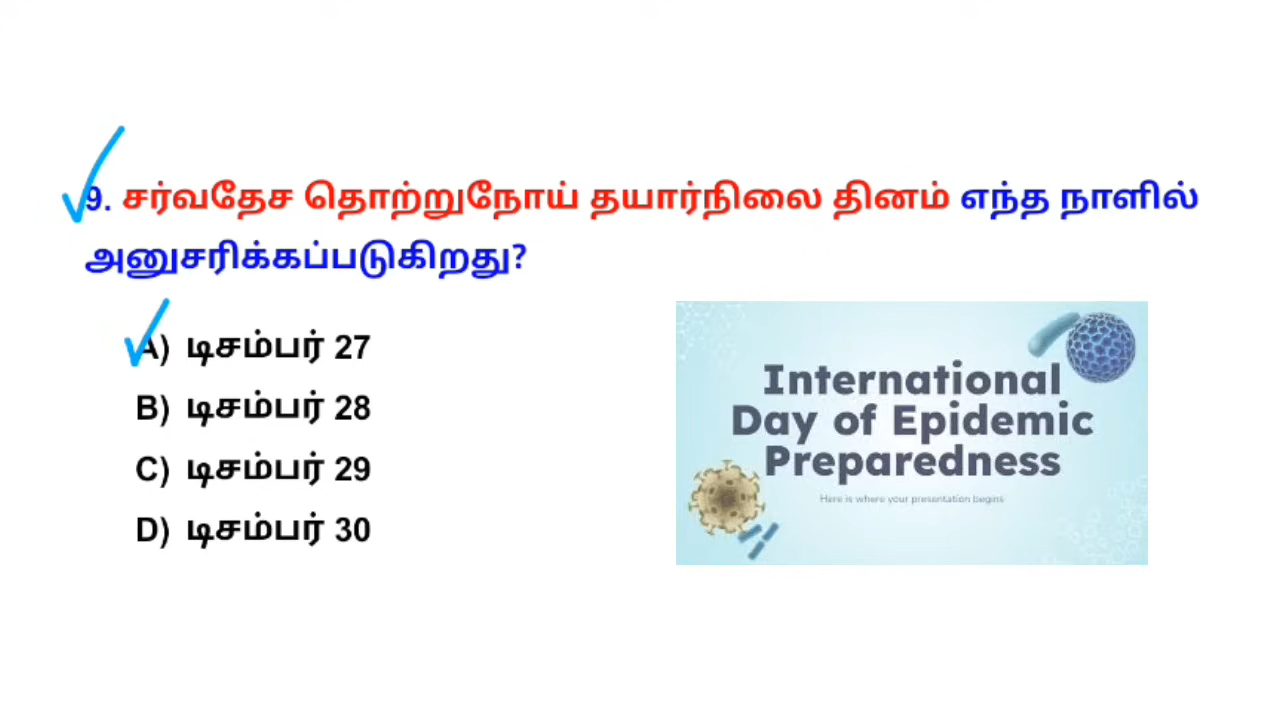 9. சர்வதேச தொற்றுநோய் தயார்நிலை தினம் எந்த நாளில்
அனுசரிக்கப்படுகிறது?
A) டிசம்பர் 27
B) டிசம்பர் 28
C) டிசம்பர் 29
D) டிசம்பர் 30
International
Day of Epidemic
Preparedness
Here is where your presentation begins